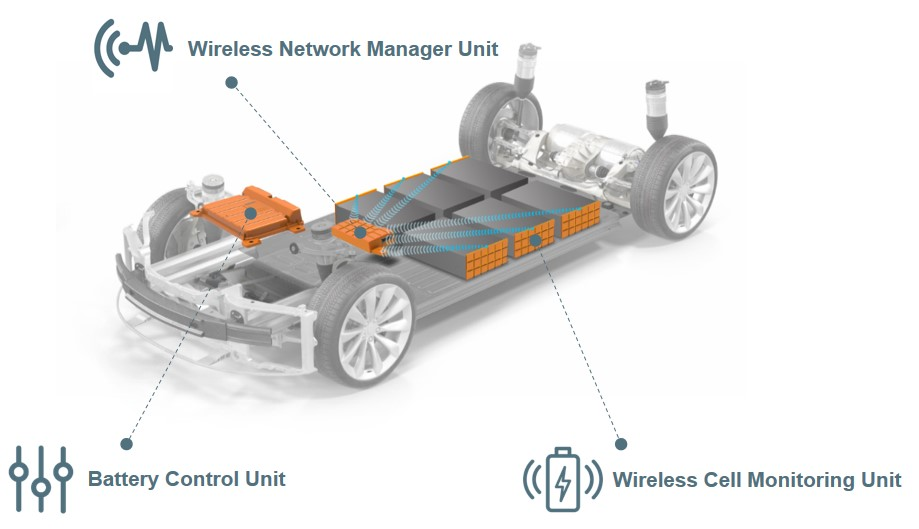 Wireless Network Manager Unit
Battery Control Unit
Wireless Cell Monitoring Unit